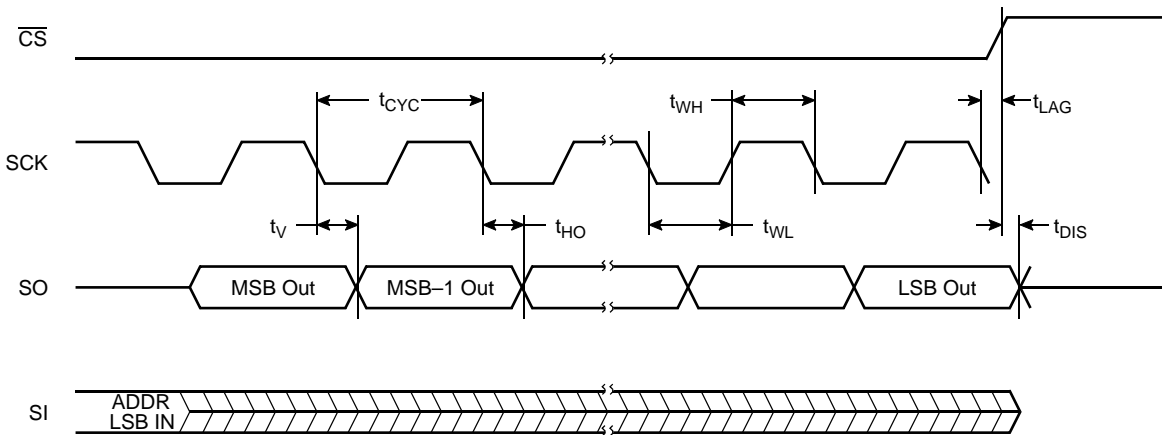 CS
tCYC
tWH
tLAG
SCK
tV
tHO
tWL
tDIS
SO
MSB Out
MSB–1 Out
LSB Out
SI
ADDR
LSB IN